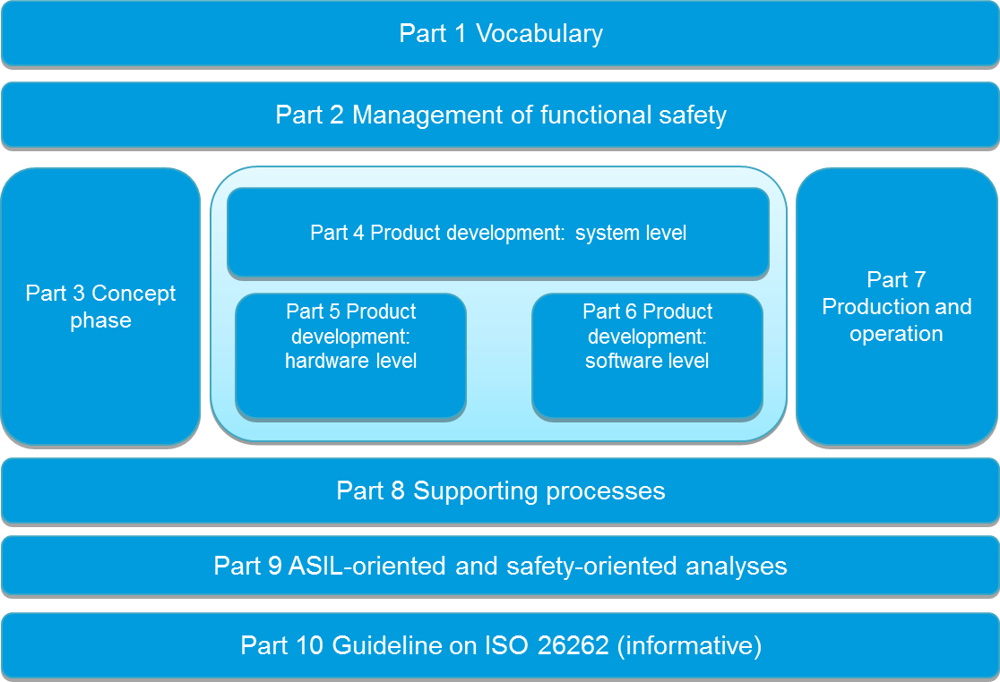 Part 1 Vocabulary
Part 2 Management of functional safety
Part 3 Concept
phase
Part 4 Product development: system level
Part 5 Product
development:
hardware level
Part 6 Product
development:
software level
Part 7
Production and
operation
Part 8 Supporting processes
Part 9 ASIL-oriented and safety-oriented analyses
Part 10 Guideline on ISO 26262 (informative)